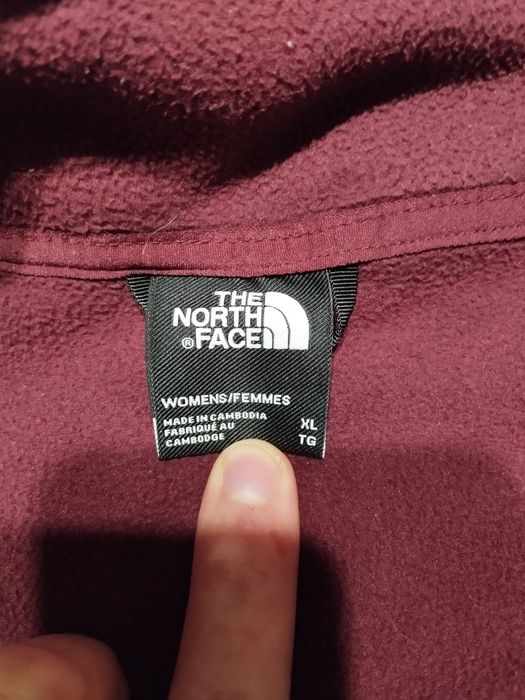 THE
NORTH
® FACE
WOMENS/FEMMES
MADE IN CAMBODIA
FABRIQUÉ AU
CAMBODGE
XL
TG